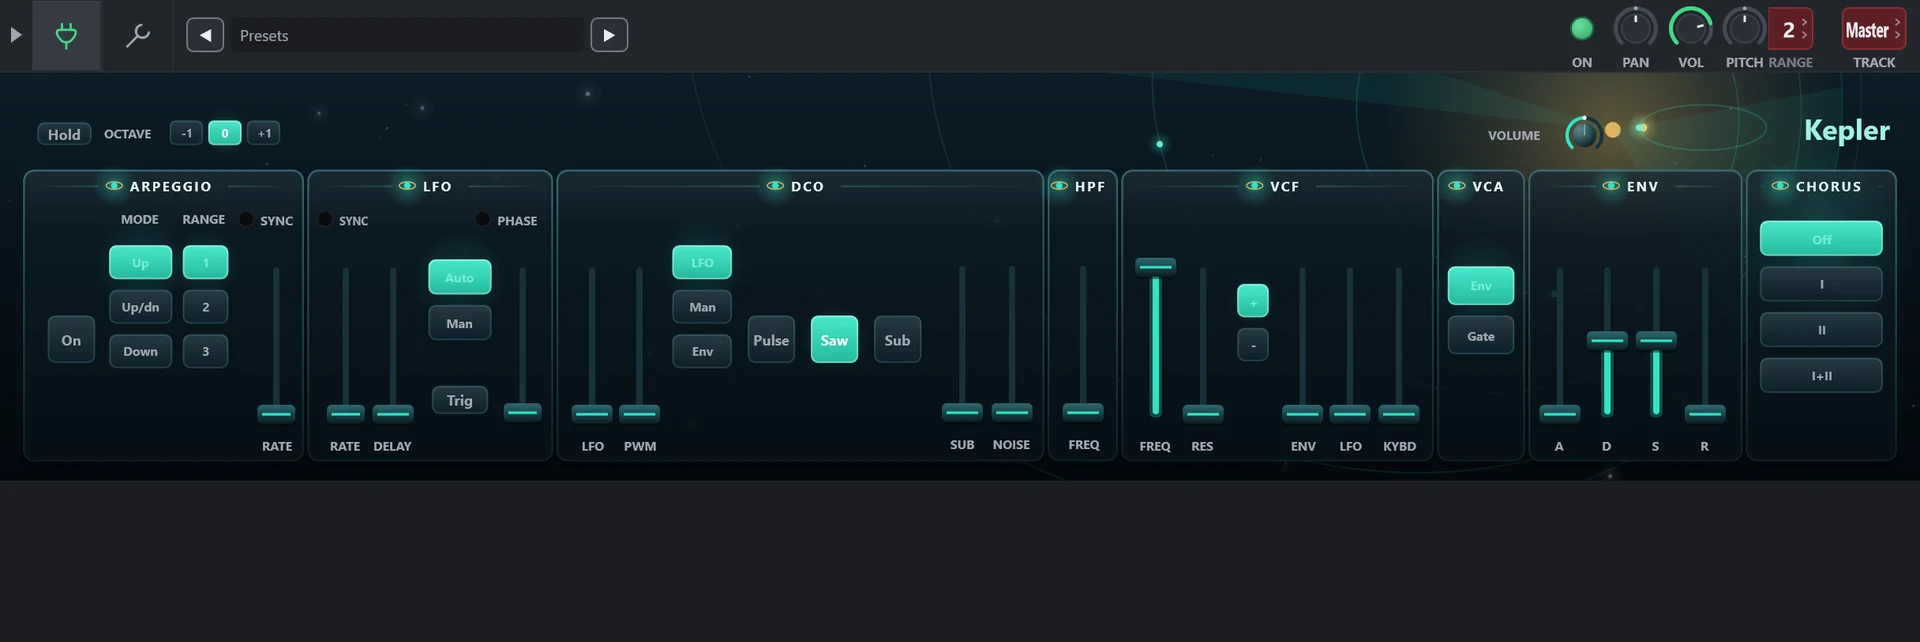 Presets
2
Master
ON PAN VOL PITCH RANGE TRACK
Hold OCTAVE -1 0 +1
VOLUME
Kepler
ARPEGGIO LFO DCO HPF VCF VCA ENV CHORUS
MODE RANGE SYNC SYNC PHASE
Up 1 Auto LFO + Env Off
Up/dn 2 Man Man - Gate I
On Down 3 Env Pulse Saw Sub II
Trig I+II
RATE RATE DELAY LFO PWM SUB NOISE FREQ FREQ RES ENV LFO KYBD A D S R